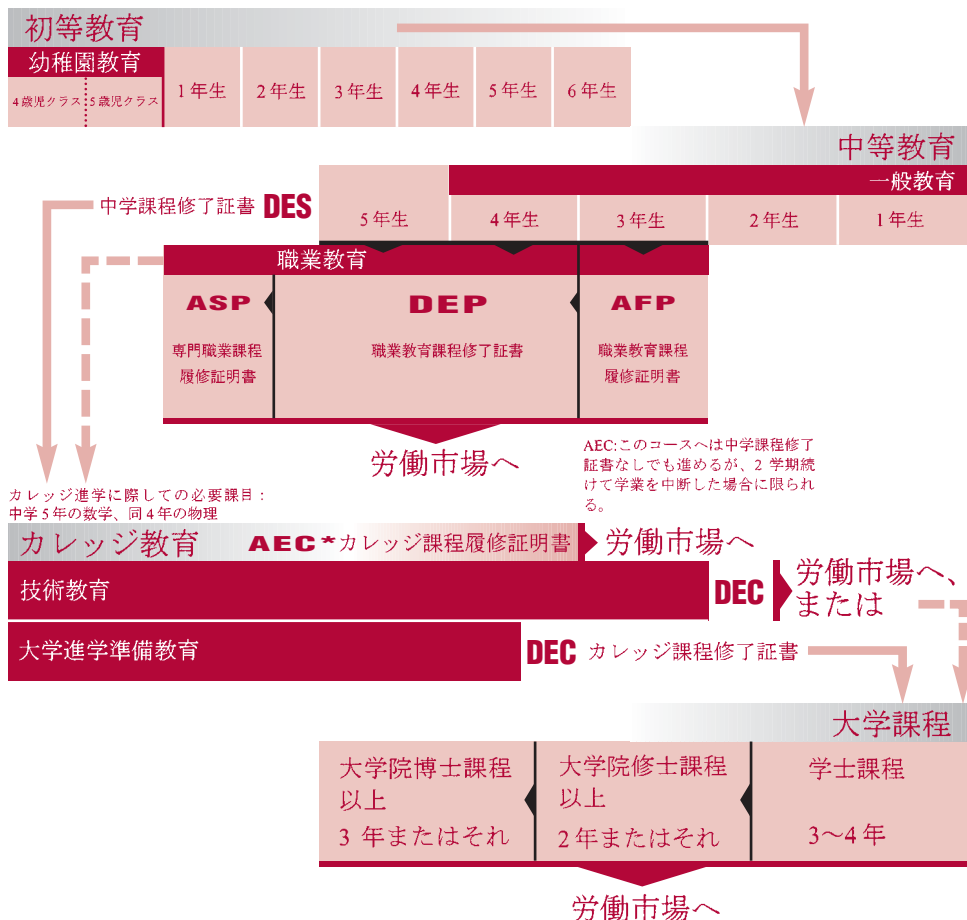 初等教育
幼稚園教育
4歳児クラス 5歳児クラス
1年生 2年生 3年生 4年生 5年生 6年生
中等教育
一般教育
中学課程修了証書 DES
5年生 4年生 3年生 2年生 1年生
職業教育
ASP DEP AFP
専門職業課程
履修証明書
職業教育課程修了証書
職業教育課程
履修証明書
労働市場へ
AEC:このコースへは中学課程修了
証書なしでも進めるが、2 学期続
けて学業を中断した場合に限られ
る。
カレッジ進学に際しての必要課目:
中学5年の数学、同4年の物理
カレッジ教育 AEC*カレッジ課程履修証明書 労働市場へ
技術教育 DEC 労働市場へ、
または
大学進学準備教育 DEC カレッジ課程修了証書
大学課程
大学院博士課程
以上
3 年またはそれ
大学院修士課程
以上
2年またはそれ
学士課程
3〜4年
労働市場へ